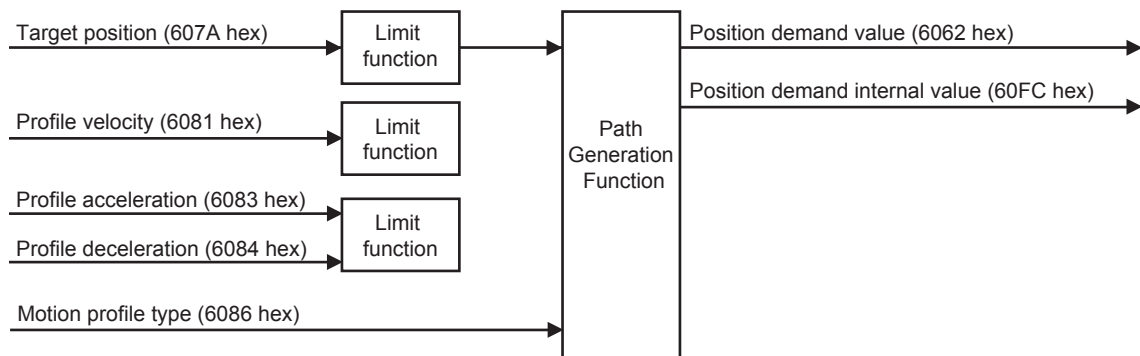 Target position (607A hex)
Limit
function
Position demand value (6062 hex)
Position demand internal value (60FC hex)
Profile velocity (6081 hex)
Limit
function
Path
Generation
Function
Profile acceleration (6083 hex)
Limit
function
Profile deceleration (6084 hex)
Motion profile type (6086 hex)